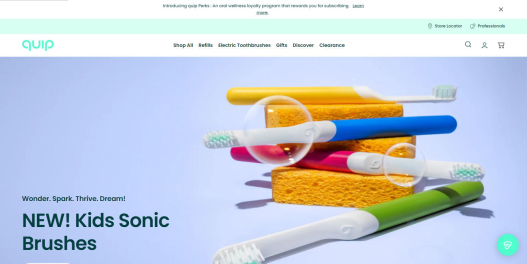 Introducing quip Perks : An oral wellness loyalty program that rewards you for subscribing. Learn
more.
Store Locator Professionals
quip
Shop All Refills Electric Toothbrushes Gifts Discover Clearance
Wonder. Spark. Thrive. Dream!
NEW! Kids Sonic
Brushes